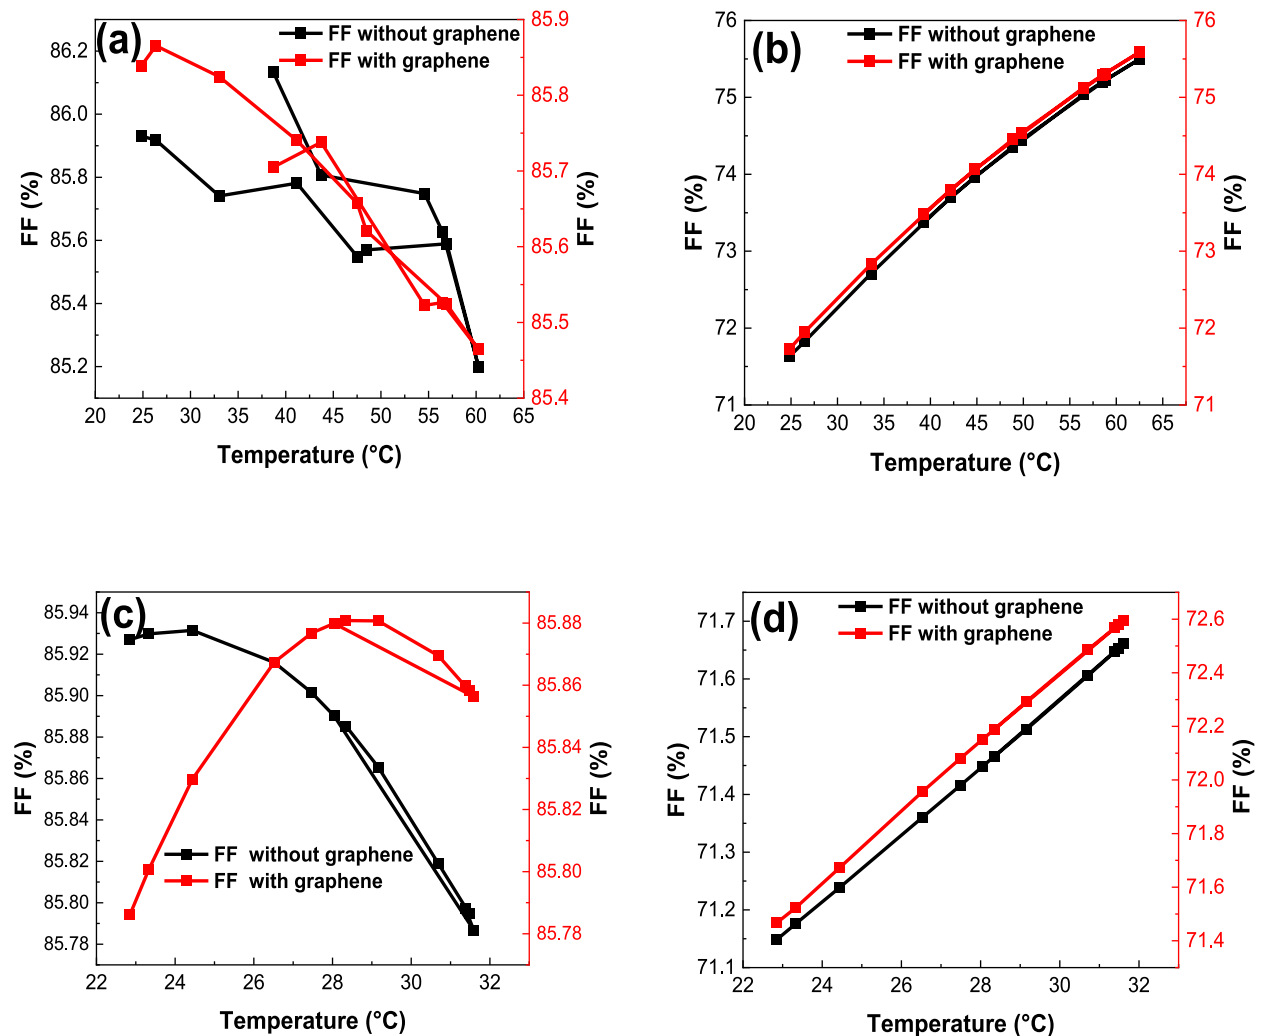 (a)
FF without graphene
FF with graphene
86.2
86.0
85.8
85.6
85.4
85.2
FF (%)
85.9
85.8
85.7
85.6
85.5
85.4
FF (%)
20 25 30 35 40 45 50 55 60 65
Temperature (°C)
(b)
FF without graphene
FF with graphene
76
75
74
73
72
71
FF (%)
76
75
74
73
72
71
FF (%)
20 25 30 35 40 45 50 55 60 65
Temperature (°C)
(c)
FF without graphene
FF with graphene
85.94
85.92
85.90
85.88
85.86
85.84
85.82
85.80
85.78
FF (%)
85.88
85.86
85.84
85.82
85.80
85.78
FF (%)
22 24 26 28 30 32
Temperature (°C)
(d)
FF without graphene
FF with graphene
71.7
71.6
71.5
71.4
71.3
71.2
71.1
FF (%)
72.6
72.4
72.2
72.0
71.8
71.6
71.4
FF (%)
22 24 26 28 30 32
Temperature (°C)